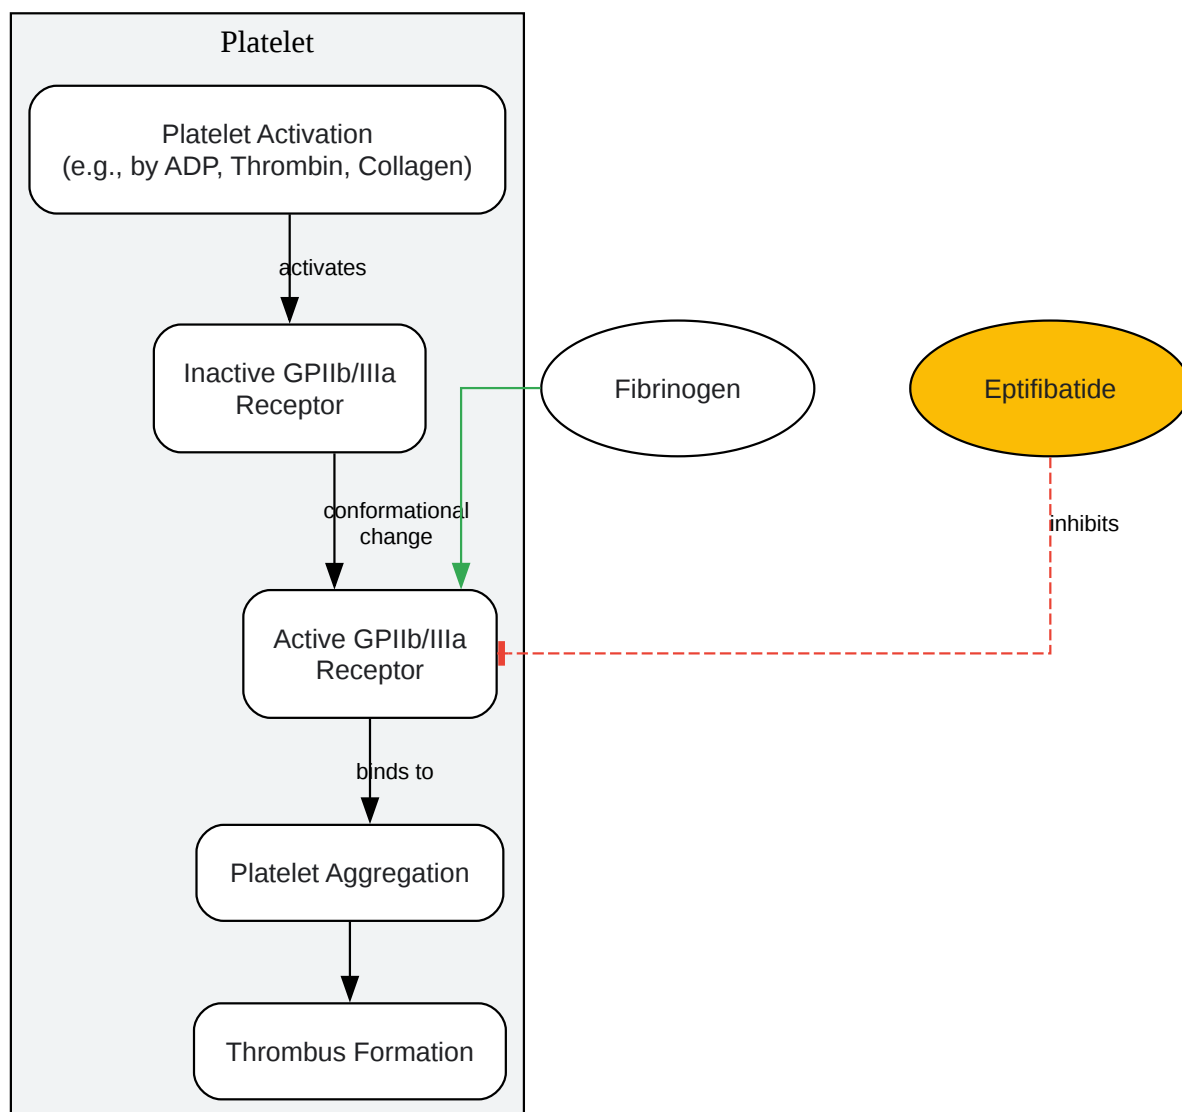 Platelet
Platelet Activation
(e.g., by ADP, Thrombin, Collagen)
activates
Inactive GPIIb/IIIa
Receptor
Fibrinogen
Eptifibatide
conformational
change
inhibits
Active GPIIb/IIIa
Receptor
binds to
Platelet Aggregation
Thrombus Formation